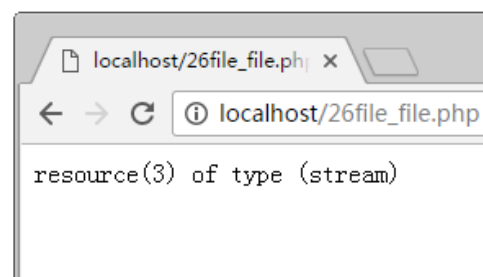 localhost/26file_file.ph
localhost/26file_file.php
resource(3) of type (stream)